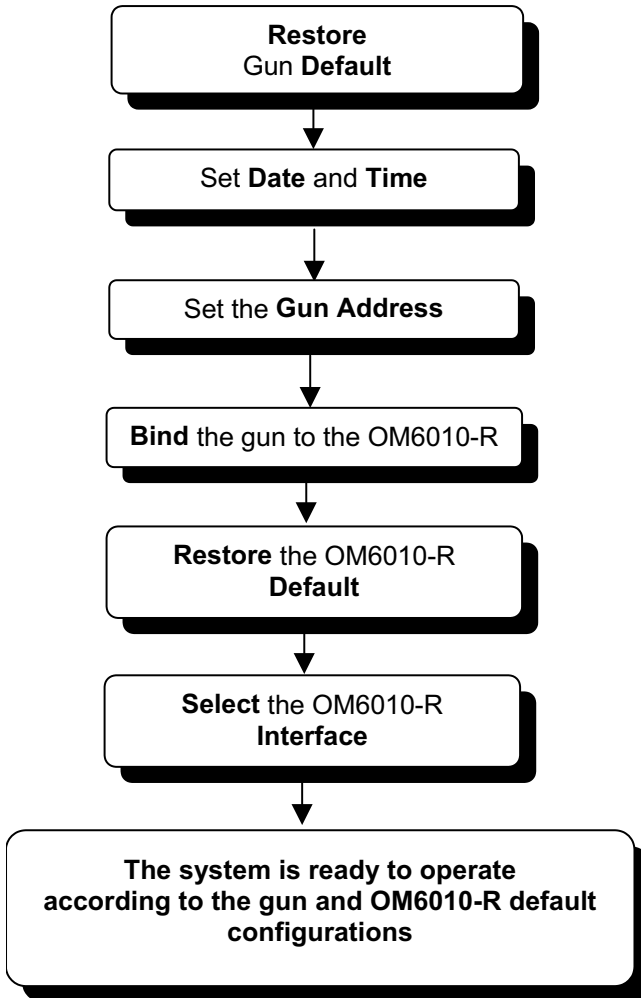 Restore
Gun Default
Set Date and Time
Set the Gun Address
Bind the gun to the OM6010-R
Restore the OM6010-R
Default
Select the OM6010-R
Interface
The system is ready to operate
according to the gun and OM6010-R default
configurations